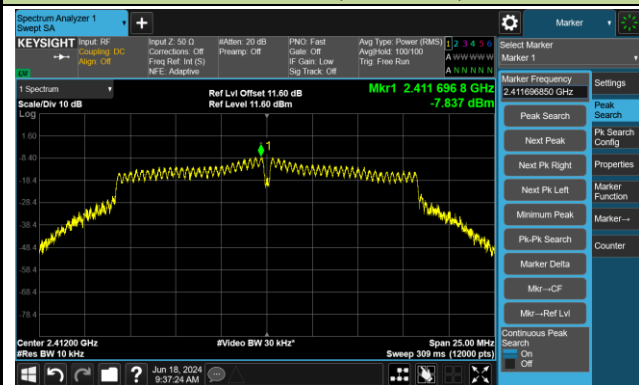 Spectrum Analyzer 1
Swept SA
Marker
KEYSIGHT
Input: RF
Coupling: DC
Align: Off
Input Z: 50 Ω
Corrections: Off
Freq Ref: Int (S)
NFE: Adaptive
#Atten: 20 dB
Preamp: Off
PNO: Fast
Gate: Off
IF Gain: Low
Sig Track: Off
Avg Type: Power (RMS)
Avg|Hold: 100/100
Trig: Free Run
1 2 3 4 5 6
A W W W W W
A N N N N N
LW
Select Marker
Marker 1
1 Spectrum
Scale/Div 10 dB
Log
Ref Lvl Offset 11.60 dB
Ref Level 11.60 dBm
Mkr1 2.411 696 8 GHz
-7.837 dBm
1
1.60
-8.40
-18.4
-28.4
-38.4
-48.4
-58.4
-68.4
-78.4
Center 2.41200 GHz
#Res BW 10 kHz
#Video BW 30 kHz*
Span 25.00 MHz
Sweep 309 ms (12000 pts)
Marker Frequency
2.411696850 GHz
Peak Search
Next Peak
Next Pk Right
Next Pk Left
Minimum Peak
Pk-Pk Search
Marker Delta
Mkr→CF
Mkr→Ref Lvl
Continuous Peak
Search
On
Off
Settings
Peak
Search
Pk Search
Config
Properties
Marker
Function
Marker→
Counter
?
Jun 18, 2024
9:37:24 AM